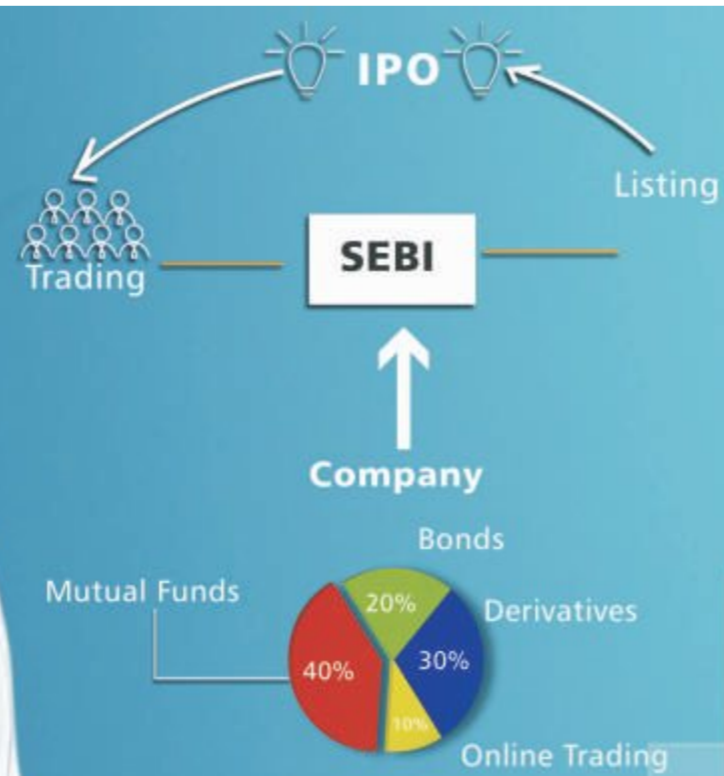 IPO
Listing
SEBI
Trading
Company
Bonds
Mutual Funds
20%
Derivatives
30%
40%
10%
Online Trading